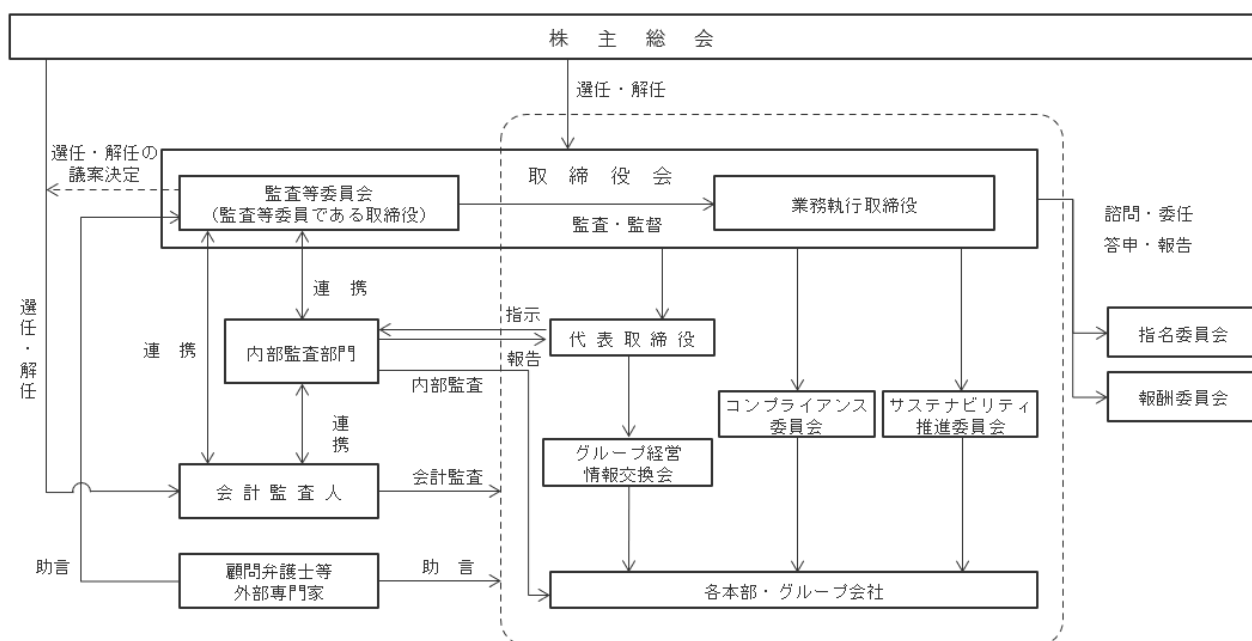 株主総会
選任・解任
選任・解任の
議案決定
取締役会
監査等委員会
(監査等委員である取締役)
業務執行取締役
監査・監督
諮問・委任
答申・報告
連携
選任・解任
連携
指示
内部監査部門
代表取締役
報告
指名委員会
内部監査
報酬委員会
コンプライアンス
委員会
サステナビリティ
推進委員会
連携
グループ経営
情報交換会
会計監査人
会計監査
助言
顧問弁護士等
外部専門家
助言
各本部・グループ会社